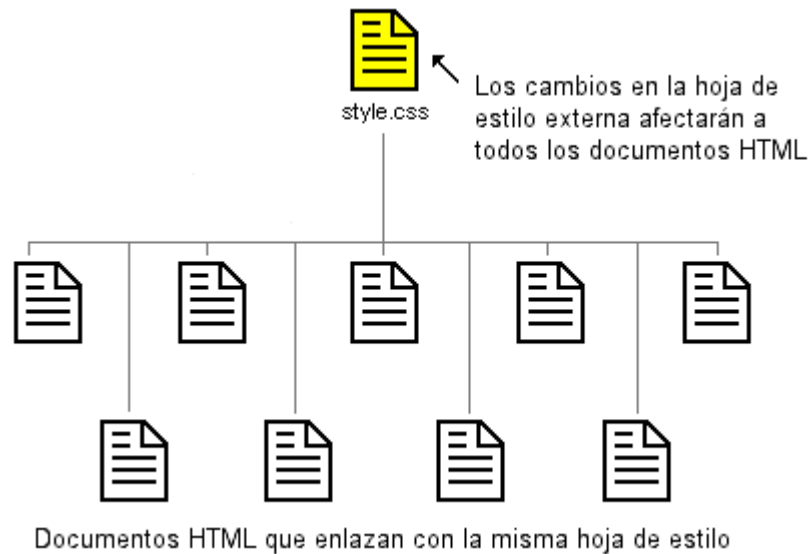 style.css
Los cambios en la hoja de
estilo externa afectarán a
todos los documentos HTML
Documentos HTML que enlazan con la misma hoja de estilo